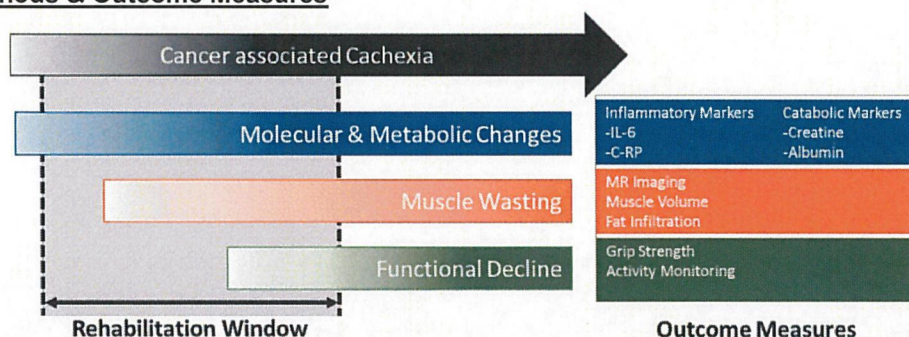 Cancer associated Cachexia
Molecular & Metabolic Changes
Muscle Wasting
Functional Decline
Rehabilitation Window
Inflammatory Markers
-IL-6
-C-RP
Catabolic Markers
-Creatine
-Albumin
MR Imaging
Muscle Volume
Fat Infiltration
Grip Strength
Activity Monitoring
Outcome Measures